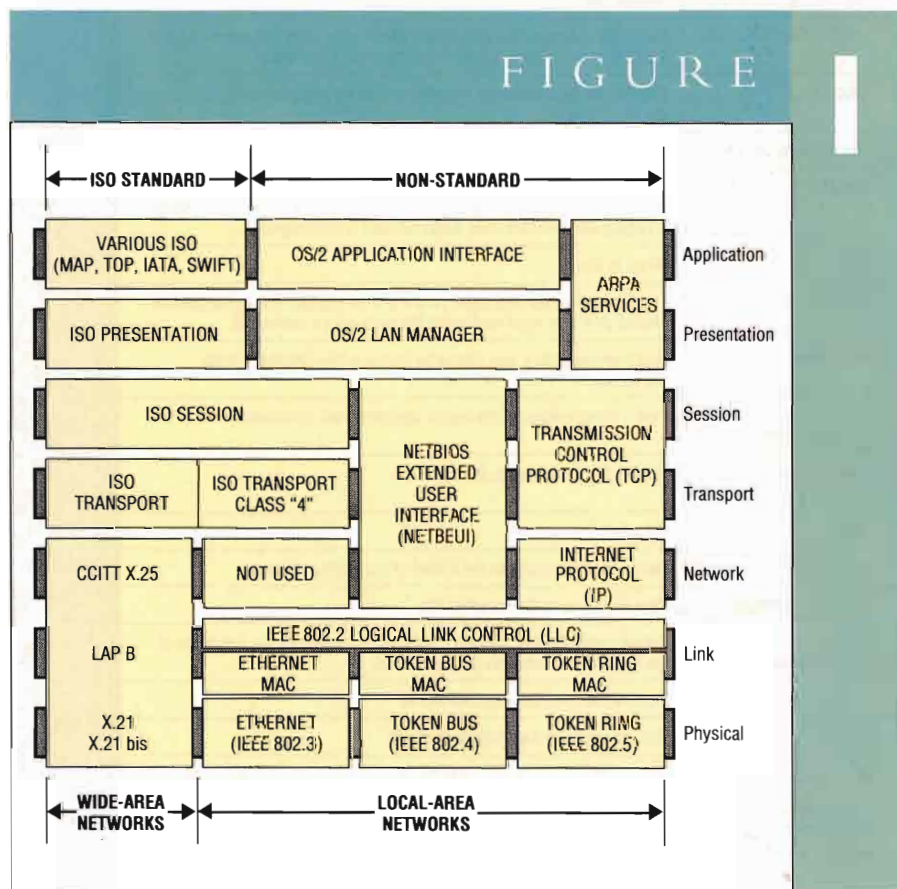 FIGURE
1
ISO STANDARD
NON-STANDARD
VARIOUS ISO
(MAP, TOP, IATA, SWIFT)
OS/2 APPLICATION INTERFACE
ARPA
SERVICES
Application
ISO PRESENTATION
OS/2 LAN MANAGER
Presentation
ISO SESSION
NETBIOS
EXTENDED
USER
INTERFACE
(NETBEUI)
TRANSMISSION
CONTROL
PROTOCOL (TCP)
Session
ISO
TRANSPORT
ISO TRANSPORT
CLASS "4"
Transport
CCITT X.25
NOT USED
INTERNET
PROTOCOL
(IP)
Network
LAP B
IEEE 802.2 LOGICAL LINK CONTROL (LLC)
ETHERNET
MAC
TOKEN BUS
MAC
TOKEN RING
MAC
Link
X.21
X.21 bis
ETHERNET
(IEEE 802.3)
TOKEN BUS
(IEEE 802.4)
TOKEN RING
(IEEE 802.5)
Physical
WIDE-AREA
NETWORKS
LOCAL-AREA
NETWORKS